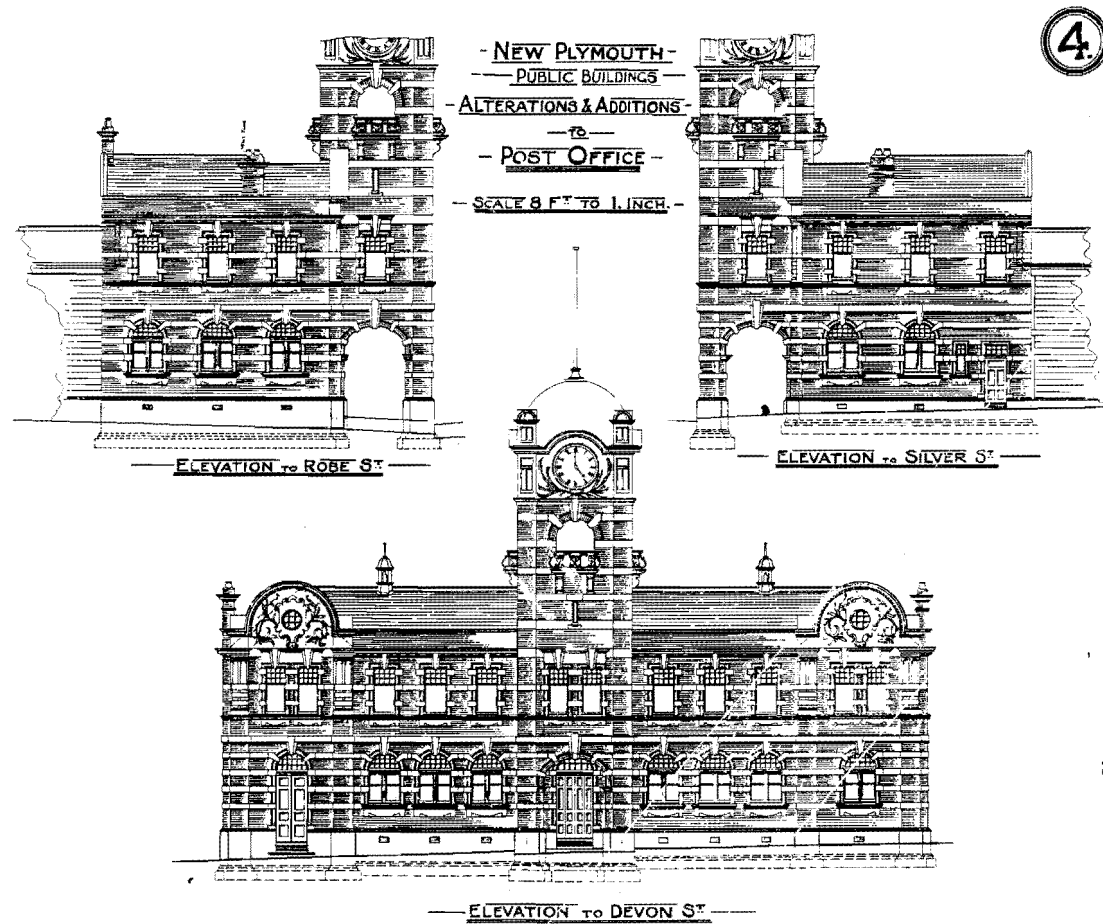 4.
- NEW PLYMOUTH -
- PUBLIC BUILDINGS -
- ALTERATIONS & ADDITIONS -
- TO -
- POST OFFICE -
- SCALE 8 FT TO 1. INCH. -
- ELEVATION TO ROBE ST. -
- ELEVATION TO SILVER ST. -
- ELEVATION TO DEVON ST. -